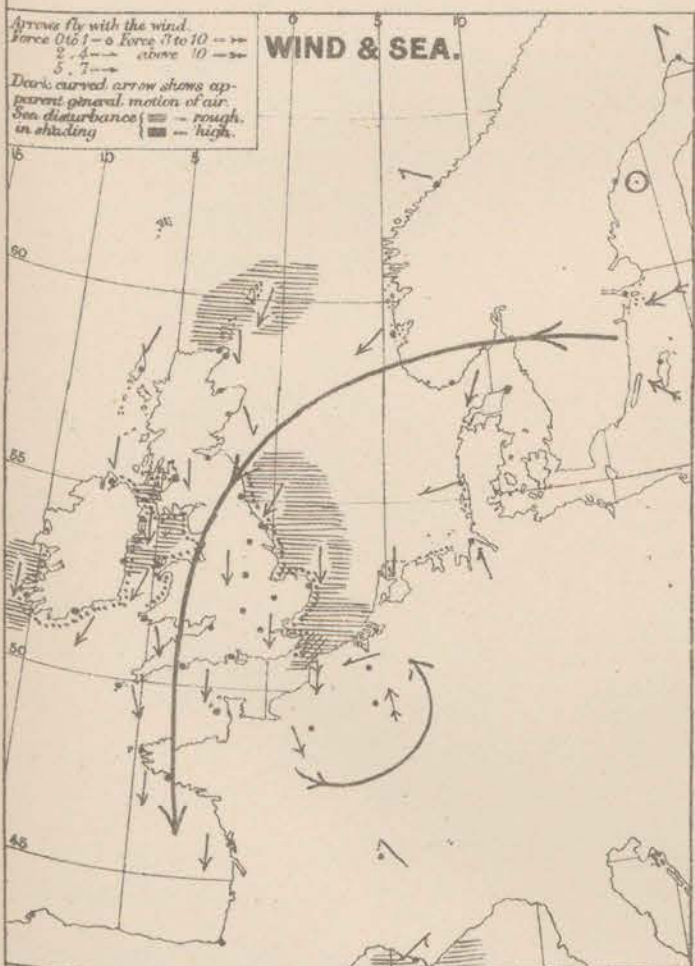 Arrows fly with the wind.
Force 0 to 1 Force 8 to 10
2 . 4 above 10
5 . 7
Dark curved arrow shows ap-
parent general motion of air.
Sea disturbance { rough.
in shading { high.
WIND & SEA.
0 5 10
15 10 5
60
55
50
45